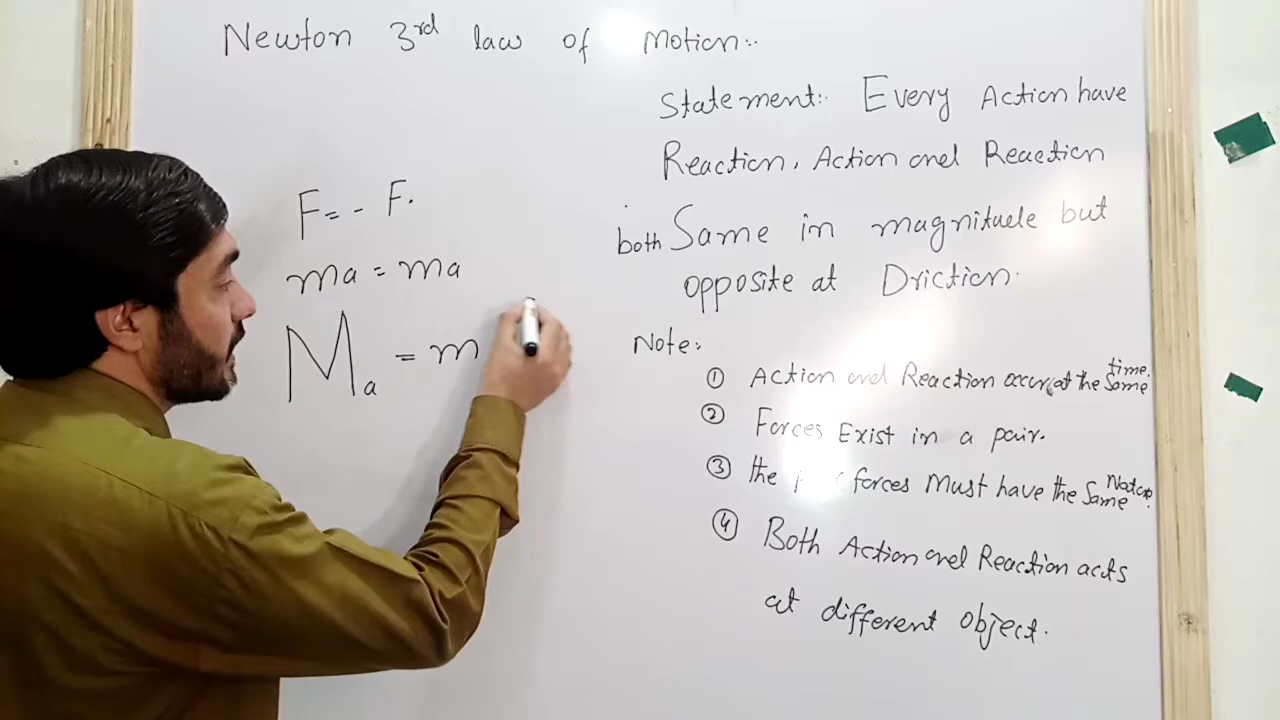 Newton 3rd law of Motion:-
Statement:- Every Action have
Reaction, Action and Reaction
both Same in magnitude but
opposite at Driction.
F = - F.
ma = ma
Ma = m
Note:
① Action and Reaction occur at the Same time.
② Forces Exist in a pair.
③ the forces Must have the Same
④ Both Action and Reaction acts
at different object.